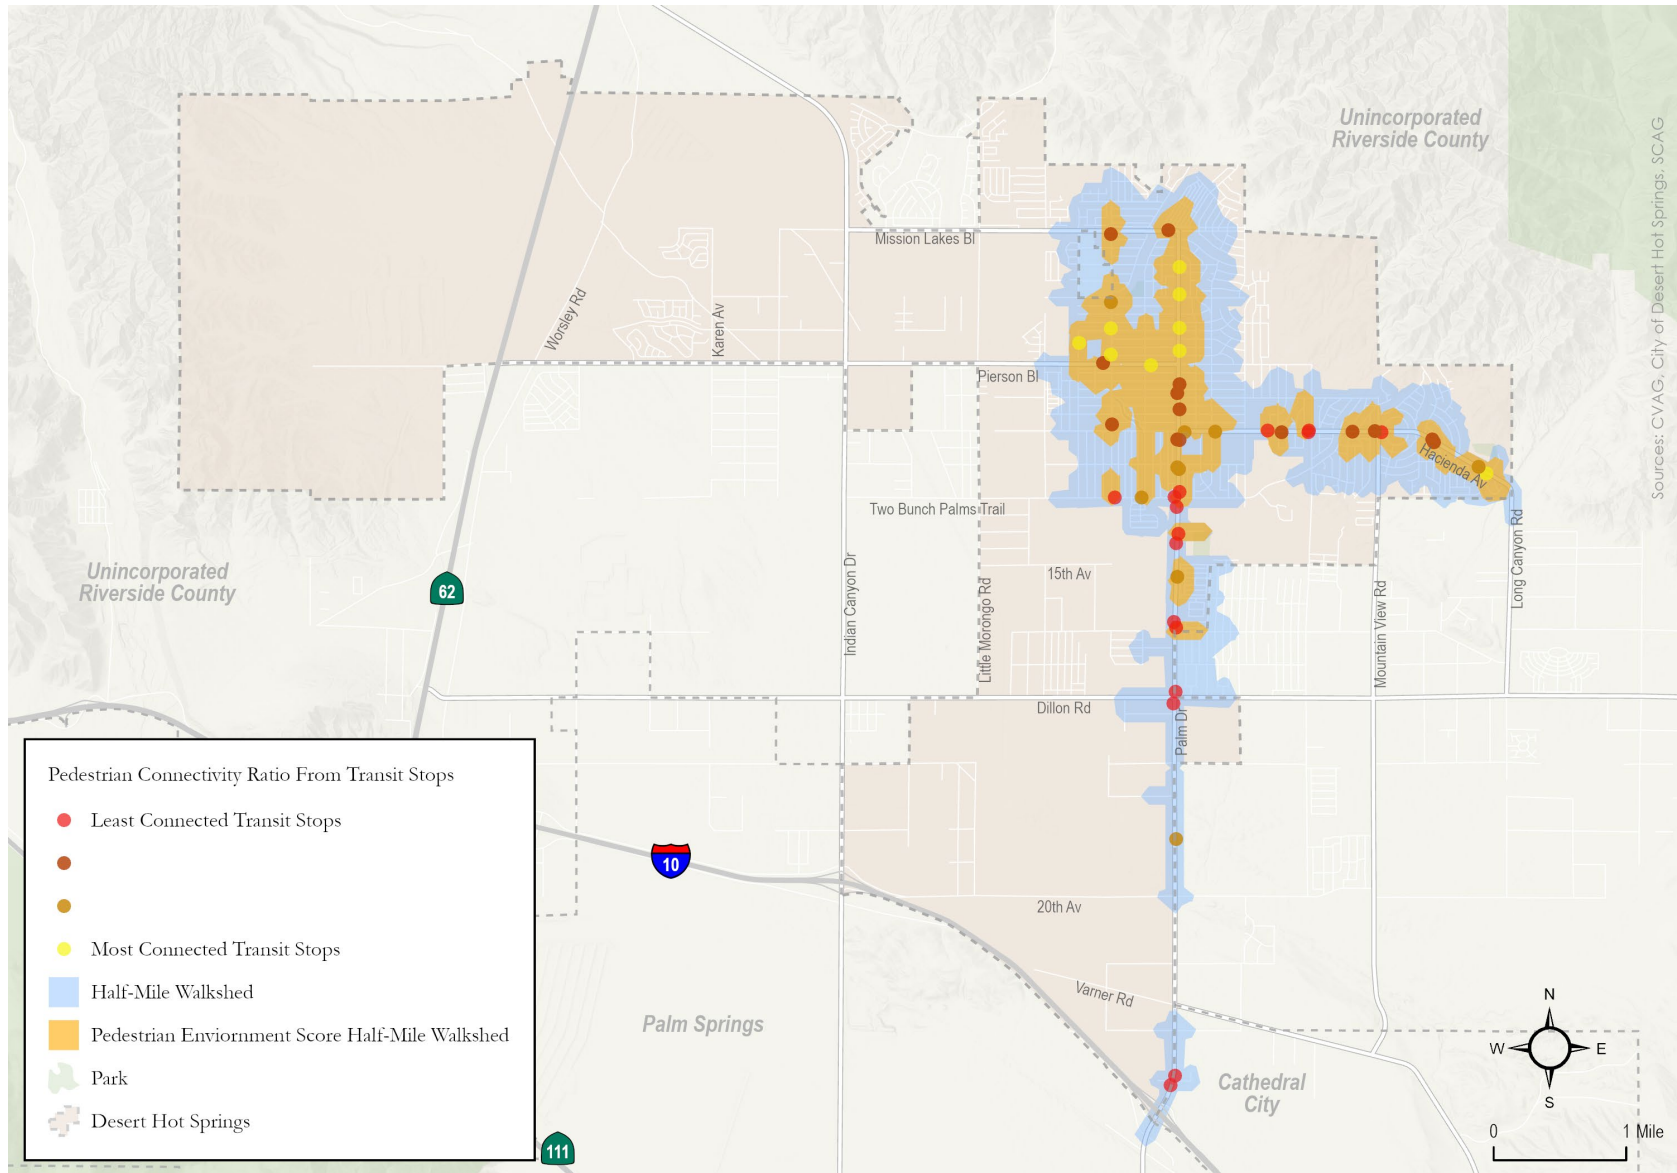 Unincorporated
Riverside County
Sources: CVAG, City of Desert Hot Springs, SCAG
Mission Lakes Bl
Worsley Rd
Karen Av
Pierson Bl
Hacienda Av
Two Bunch Palms Trail
Long Canyon Rd
Unincorporated
Riverside County
62
15th Av
Indian Canyon Dr
Little Morongo Rd
Mountain View Rd
Dillon Rd
Palm Dr
10
20th Av
Varner Rd
Palm Springs
Cathedral
City
111
Pedestrian Connectivity Ratio From Transit Stops
Least Connected Transit Stops
Most Connected Transit Stops
Half-Mile Walkshed
Pedestrian Enviornment Score Half-Mile Walkshed
Park
Desert Hot Springs
N
W E
S
0 1 Mile